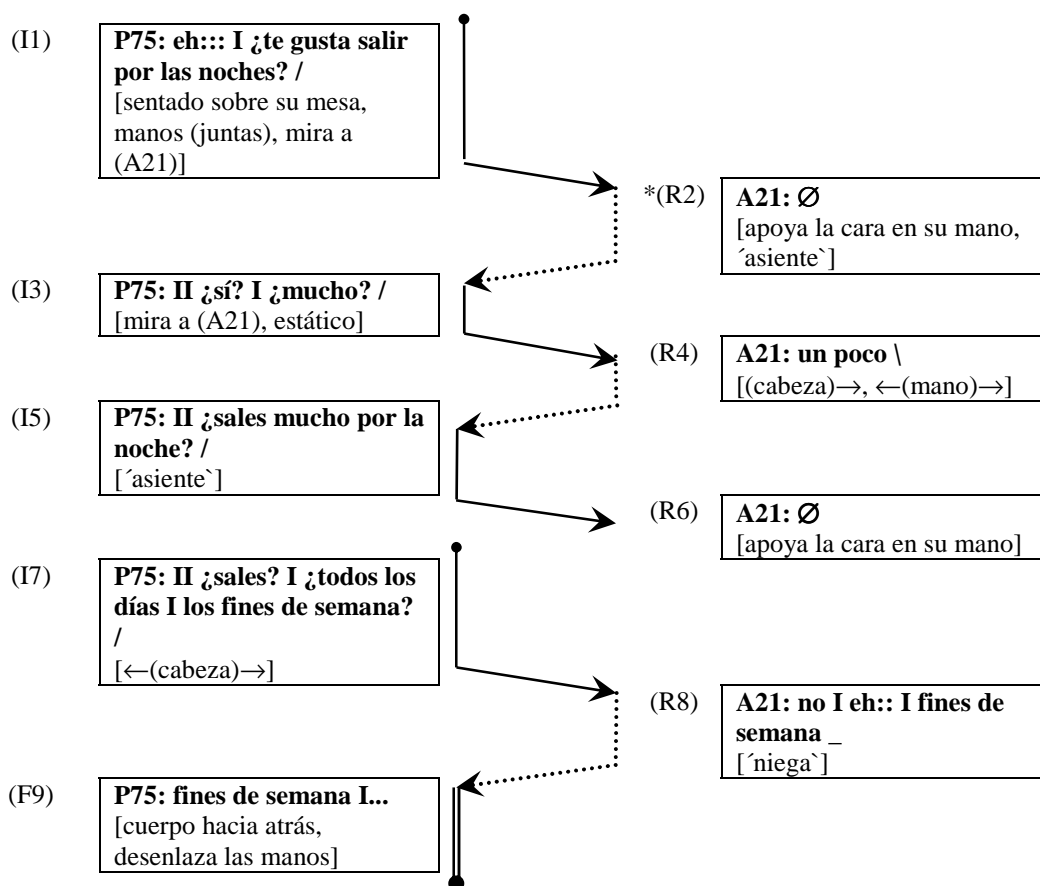 (I1)
P75: eh::: I ¿te gusta salir
por las noches? /
[sentado sobre su mesa,
manos (juntas), mira a
(A21)]
*(R2)
A21: Ø
[apoya la cara en su mano,
´asiente`]
(I3)
P75: II ¿sí? I ¿mucho? /
[mira a (A21), estático]
(R4)
A21: un poco \
[(cabeza)→, ←(mano)→]
(I5)
P75: II ¿sales mucho por la
noche? /
[´asiente`]
(R6)
A21: Ø
[apoya la cara en su mano]
(I7)
P75: II ¿sales? I ¿todos los
días I los fines de semana?
/
[←(cabeza)→]
(R8)
A21: no I eh:: I fines de
semana _
[´niega`]
(F9)
P75: fines de semana I...
[cuerpo hacia atrás,
desenlaza las manos]